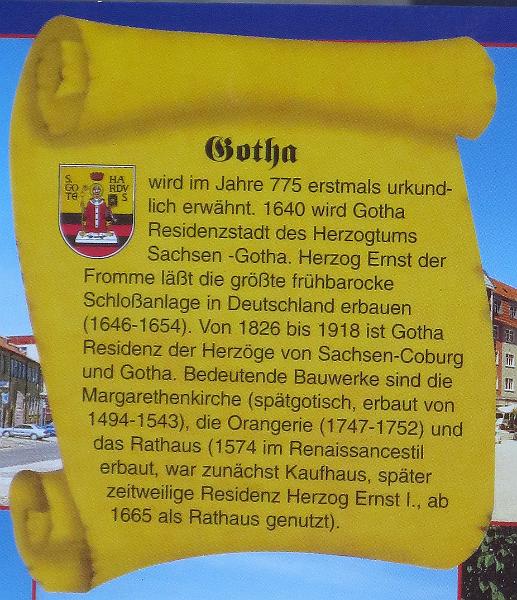 Gotha
S. GOTE HARDVS
wird im Jahre 775 erstmals urkund-
lich erwähnt. 1640 wird Gotha
Residenzstadt des Herzogtums
Sachsen -Gotha. Herzog Ernst der
Fromme läßt die größte frühbarocke
Schloßanlage in Deutschland erbauen
(1646-1654). Von 1826 bis 1918 ist Gotha
Residenz der Herzöge von Sachsen-Coburg
und Gotha. Bedeutende Bauwerke sind die
Margarethenkirche (spätgotisch, erbaut von
1494-1543), die Orangerie (1747-1752) und
das Rathaus (1574 im Renaissancestil
erbaut, war zunächst Kaufhaus, später
zeitweilige Residenz Herzog Ernst I., ab
1665 als Rathaus genutzt).